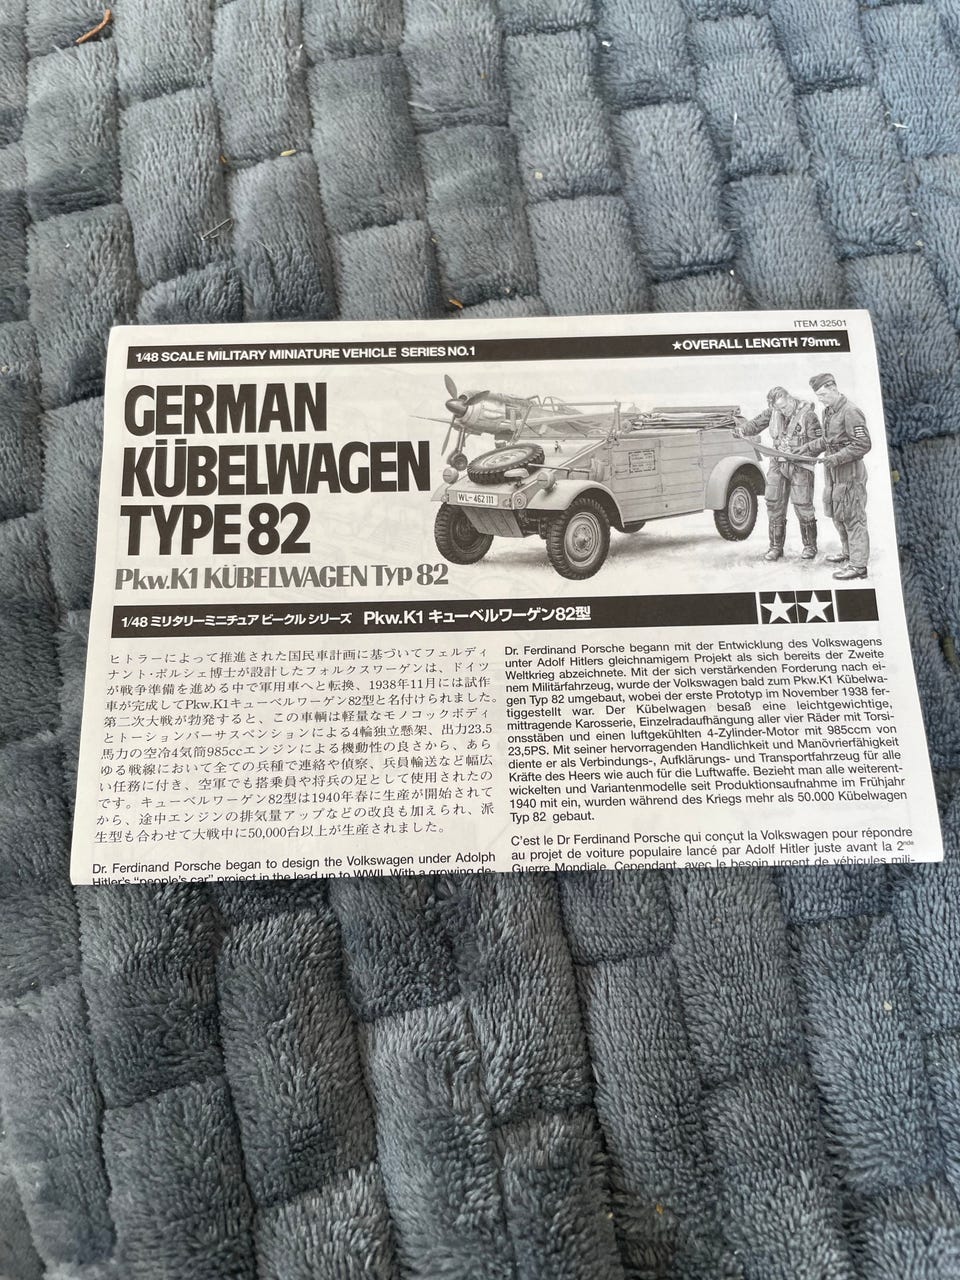 ITEM 32501
1/48 SCALE MILITARY MINIATURE VEHICLE SERIES NO.1
★OVERALL LENGTH 79mm.
GERMAN
KÜBELWAGEN
TYPE 82
Pkw.K1 KÜBELWAGEN Typ 82
WL-462111
1/48 ミリタリーミニチュア ビークル シリーズ Pkw.K1 キューベルワーゲン82型
ヒトラーによって推進された国民車計画に基づいてフェルディ
ナント・ポルシェ博士が設計したフォルクスワーゲンは、ドイツ
が戦争準備を進める中で軍用車へと転換、1938年11月には試作
車が完成してPkw.K1キューベルワーゲン82型と名付けられました。
第二次大戦が勃発すると、この車輌は軽量なモノコックボディ
とトーションバーサスペンションによる4輪独立懸架、出力23.5
馬力の空冷4気筒985ccエンジンによる機動性の良さから、あら
ゆる戦線において全ての兵種で連絡や偵察、兵員輸送など幅広
い任務に付き、空軍でも搭乗員や将兵の足として使用されたの
です。キューベルワーゲン82型は1940年春に生産が開始されて
から、途中エンジンの排気量アップなどの改良も加えられ、派
生型も合わせて大戦中に50,000台以上が生産されました。
Dr. Ferdinand Porsche began to design the Volkswagen under Adolph
Hitler's "people's car" project in the lead up to WWII. With a growing de-
Dr. Ferdinand Porsche begann mit der Entwicklung des Volkswagens
unter Adolf Hitlers gleichnamigem Projekt als sich bereits der Zweite
Weltkrieg abzeichnete. Mit der sich verstärkenden Forderung nach ei-
nem Militärfahrzeug, wurde der Volkswagen bald zum Pkw.K1 Kübelwa-
gen Typ 82 umgebaut, wobei der erste Prototyp im November 1938 fer-
tiggestellt war. Der Kübelwagen besaß eine leichtgewichtige,
mittragende Karosserie, Einzelradaufhängung aller vier Räder mit Torsi-
onsstäben und einen luftgekühlten 4-Zylinder-Motor mit 985ccm von
23,5PS. Mit seiner hervorragenden Handlichkeit und Manövrierfähigkeit
diente er als Verbindungs-, Aufklärungs- und Transportfahrzeug für alle
Kräfte des Heers wie auch für die Luftwaffe. Bezieht man alle weiterent-
wickelten und Variantenmodelle seit Produktionsaufnahme im Frühjahr
1940 mit ein, wurden während des Kriegs mehr als 50.000 Kübelwagen
Typ 82 gebaut.
C'est le Dr Ferdinand Porsche qui conçut la Volkswagen pour répondre
au projet de voiture populaire lancé par Adolf Hitler juste avant la 2nde
Guerre Mondiale. Cependant, avec le besoin urgent de véhicules mili-